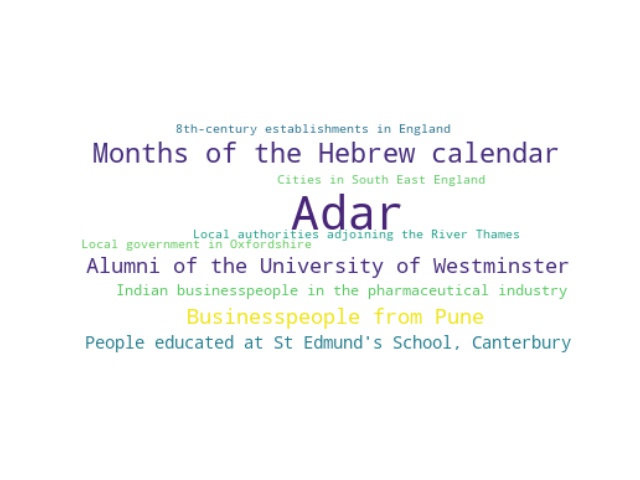 8th-century establishments in England
Months of the Hebrew calendar
Cities in South East England
Adar
Local authorities adjoining the River Thames
Local government in Oxfordshire
Alumni of the University of Westminster
Indian businesspeople in the pharmaceutical industry
Businesspeople from Pune
People educated at St Edmund's School, Canterbury